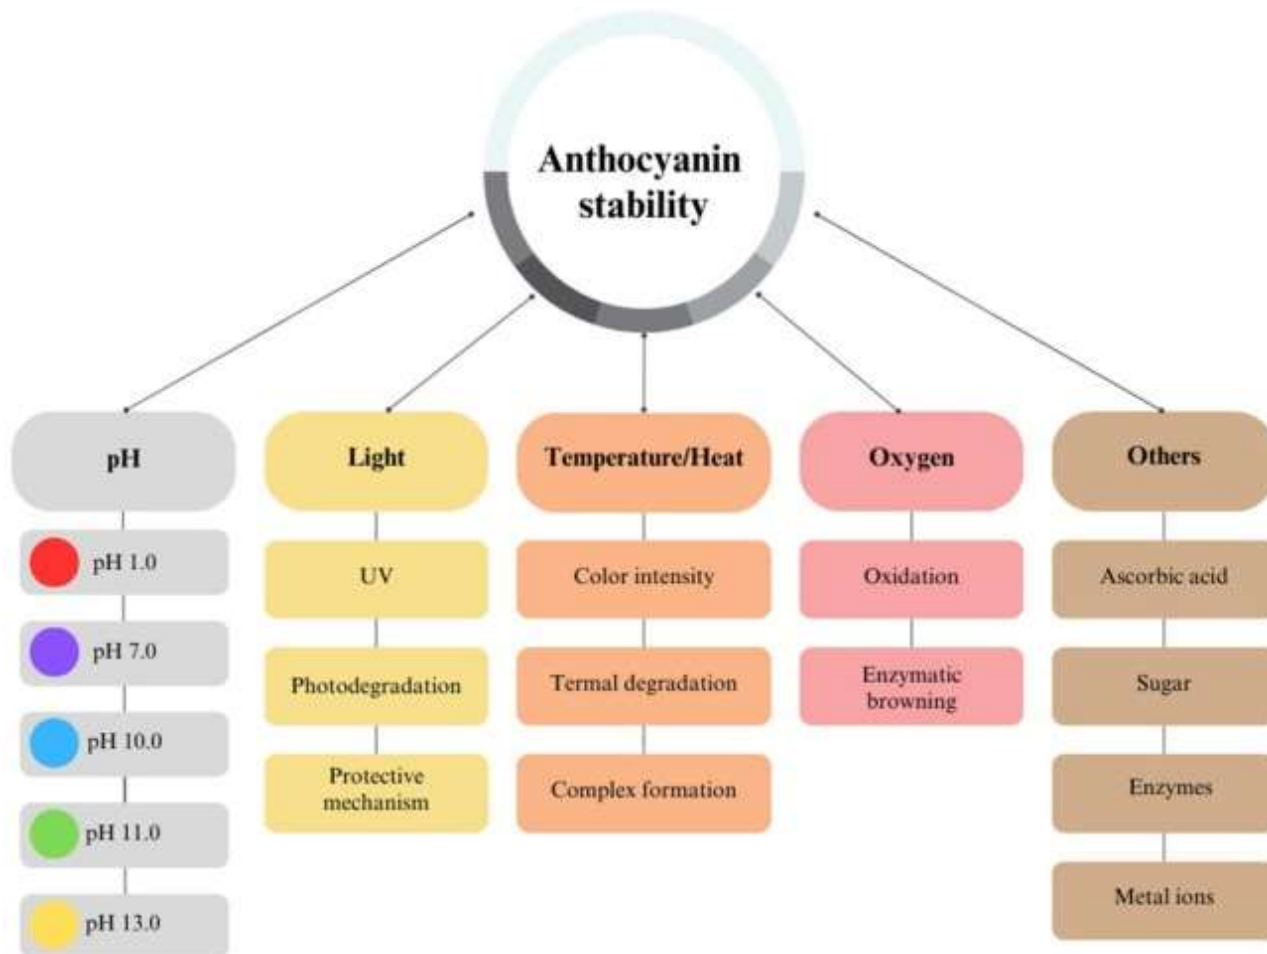 Anthocyanin
stability
pH
Light
Temperature/Heat
Oxygen
Others
pH 1.0
pH 7.0
pH 10.0
pH 11.0
pH 13.0
UV
Photodegradation
Protective
mechanism
Color intensity
Termal degradation
Complex formation
Oxidation
Enzymatic
browning
Ascorbic acid
Sugar
Enzymes
Metal ions